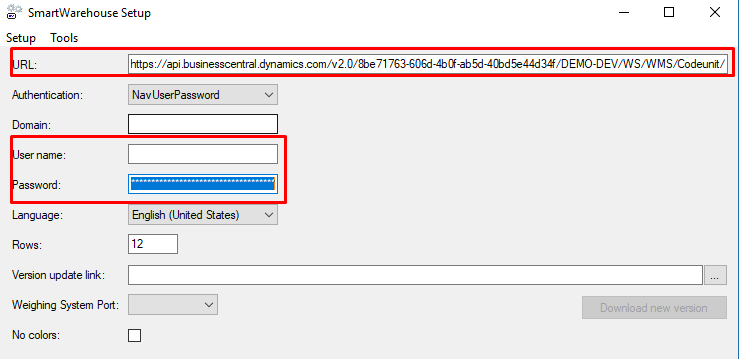 SmartWarehouse Setup
Setup Tools
URL: https://api.businesscentral.dynamics.com/v2.0/8be71763-606d-4b0f-ab5d-40bd5e44d34f/DEMO-DEV/WS/WMS/Codeunit/
Authentication: NavUserPassword
Domain:
User name:
Password: ************************************
Language: English (United States)
Rows: 12
Version update link: ...
Weighing System Port: Download new version
No colors: